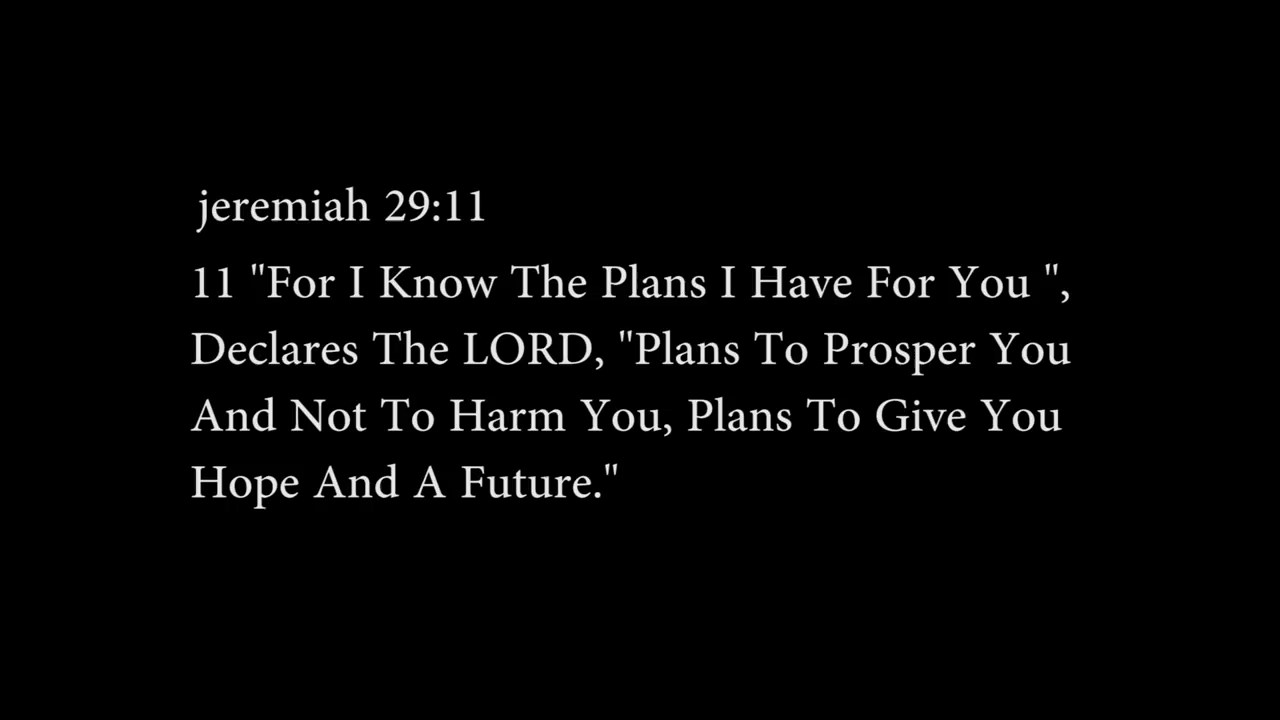 jeremiah 29:11
11 "For I Know The Plans I Have For You ",
Declares The LORD, "Plans To Prosper You
And Not To Harm You, Plans To Give You
Hope And A Future."